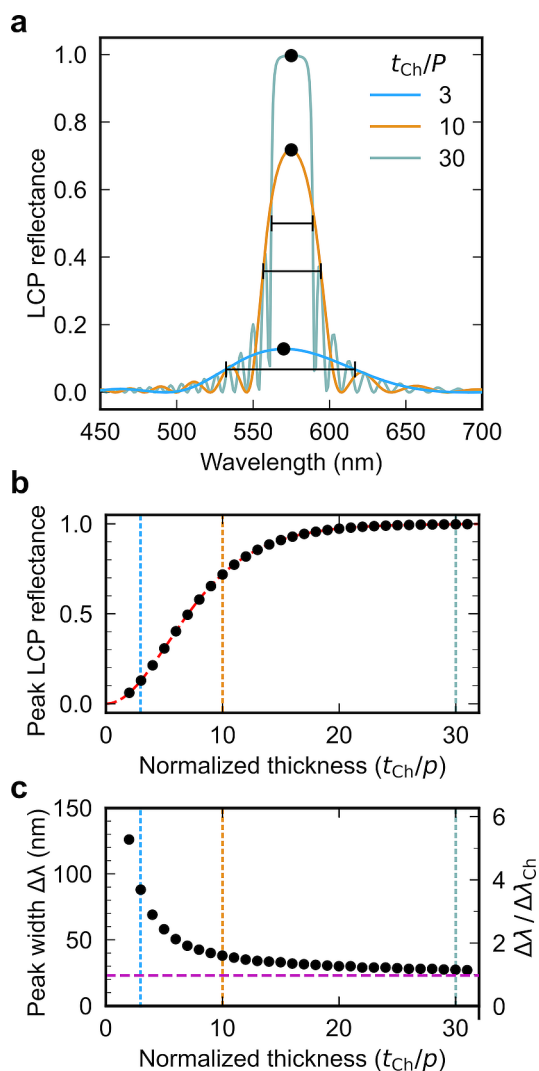 a
1.0
0.8
0.6
0.4
0.2
0.0
LCP reflectance
t_Ch/P
3
10
30
450 500 550 600 650 700
Wavelength (nm)
b
1.0
0.5
0.0
Peak LCP reflectance
0 10 20 30
Normalized thickness (t_Ch/p)
c
150
100
50
0
Peak width Δλ (nm)
6
4
2
0
Δλ / Δλ_Ch
0 10 20 30
Normalized thickness (t_Ch/p)